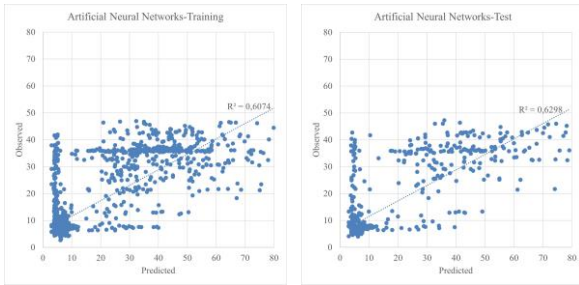 Artificial Neural Networks-Training
80
70
60
50
40
30
20
10
0
Observed
R² = 0,6074
0 10 20 30 40 50 60 70 80
Predicted
Artificial Neural Networks-Test
80
70
60
50
40
30
20
10
0
Observed
R² = 0,6298
0 10 20 30 40 50 60 70 80
Predicted